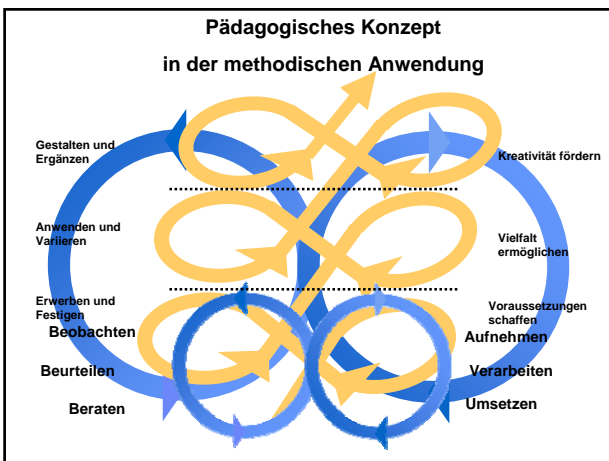 Pädagogisches Konzept
in der methodischen Anwendung
Gestalten und
Ergänzen
Kreativität fördern
Anwenden und
Variieren
Vielfalt
ermöglichen
Erwerben und
Festigen
Voraussetzungen
schaffen
Beobachten
Aufnehmen
Beurteilen
Verarbeiten
Beraten
Umsetzen